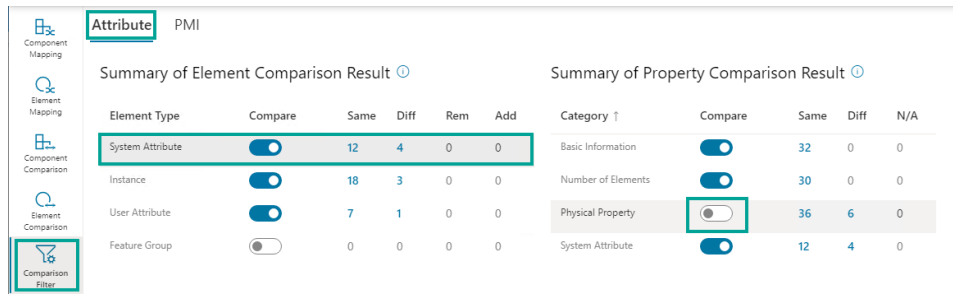 Component
Mapping
Element
Mapping
Component
Comparison
Element
Comparison
Comparison
Filter
Attribute PMI
Summary of Element Comparison Result
Element Type Compare Same Diff Rem Add
System Attribute 12 4 0 0
Instance 18 3 0 0
User Attribute 7 1 0 0
Feature Group 0 0 0 0
Summary of Property Comparison Result
Category ↑ Compare Same Diff N/A
Basic Information 32 0 0
Number of Elements 30 0 0
Physical Property 36 6 0
System Attribute 12 4 0